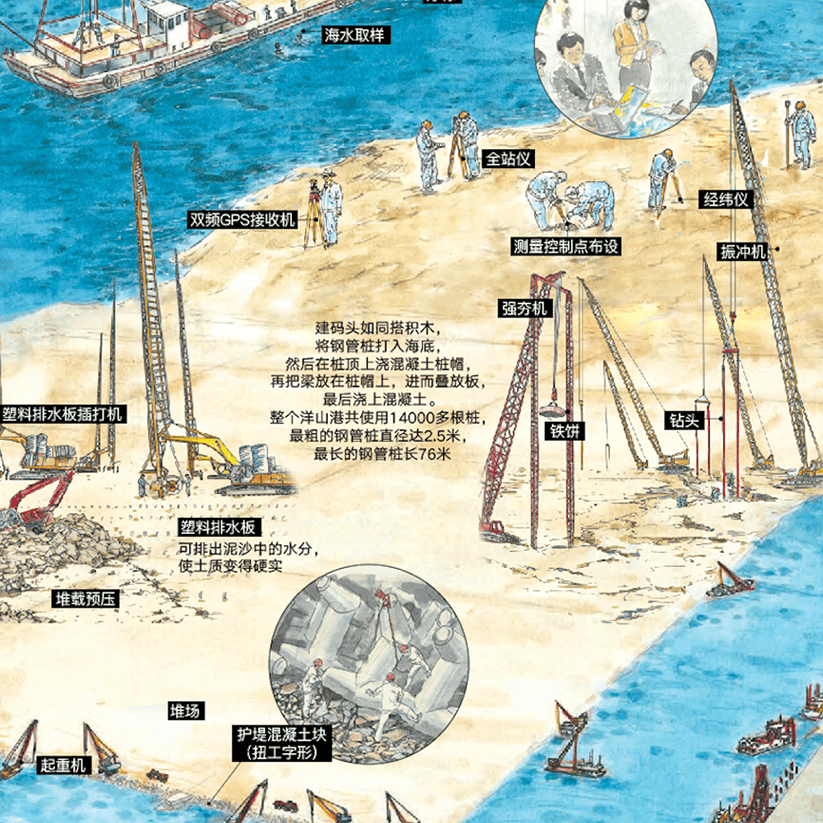 海水取样
全站仪
双频GPS接收机
经纬仪
测量控制点布设
振冲机
强夯机
建码头如同搭积木，
将钢管桩打入海底，
然后在桩顶上浇混凝土桩帽，
再把梁放在桩帽上，进而叠放板，
最后浇上混凝土。
整个洋山港共使用14000多根桩，
最粗的钢管桩直径达2.5米，
最长的钢管桩长76米
塑料排水板插打机
铁饼
钻头
塑料排水板
可排出泥沙中的水分，
使土质变得硬实
堆载预压
堆场
护堤混凝土块
（扭工字形）
起重机